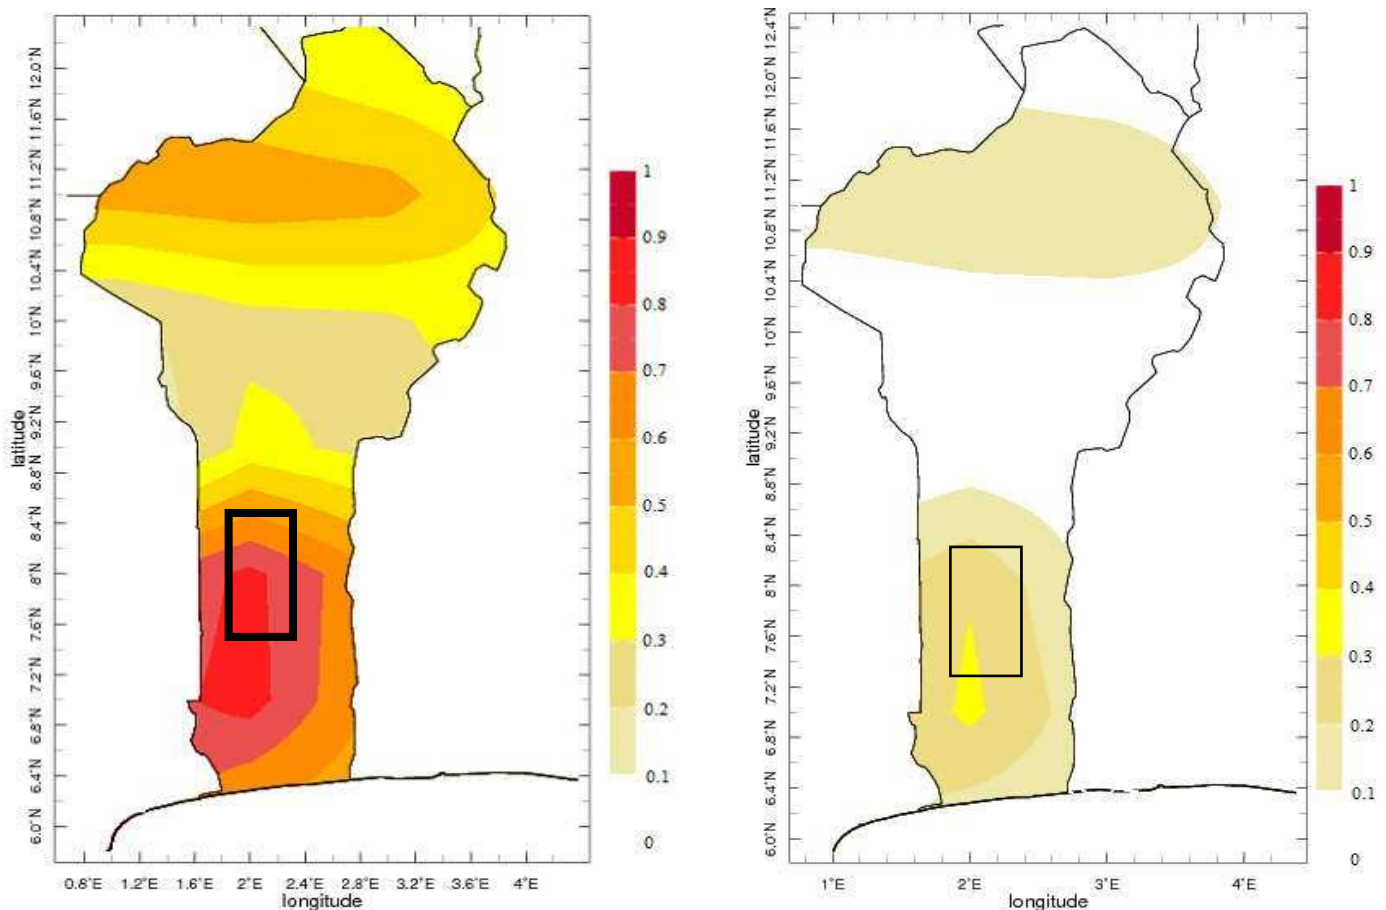 12.0°N
11.6°N
11.2°N
10.8°N
10.4°N
10°N
9.6°N
9.2°N
8.8°N
8.4°N
8°N
7.6°N
7.2°N
6.8°N
6.4°N
6.0°N
latitude
0.8°E 1.2°E 1.6°E 2°E 2.4°E 2.8°E 3.2°E 3.6°E 4°E
longitude
1
0.9
0.8
0.7
0.6
0.5
0.4
0.3
0.2
0.1
0
12.4°N
12.0°N
11.6°N
11.2°N
10.8°N
10.4°N
10°N
9.6°N
9.2°N
8.8°N
8.4°N
8°N
7.6°N
7.2°N
6.8°N
6.4°N
6.0°N
latitude
1°E 2°E 3°E 4°E
longitude
1
0.9
0.8
0.7
0.6
0.5
0.4
0.3
0.2
0.1
0